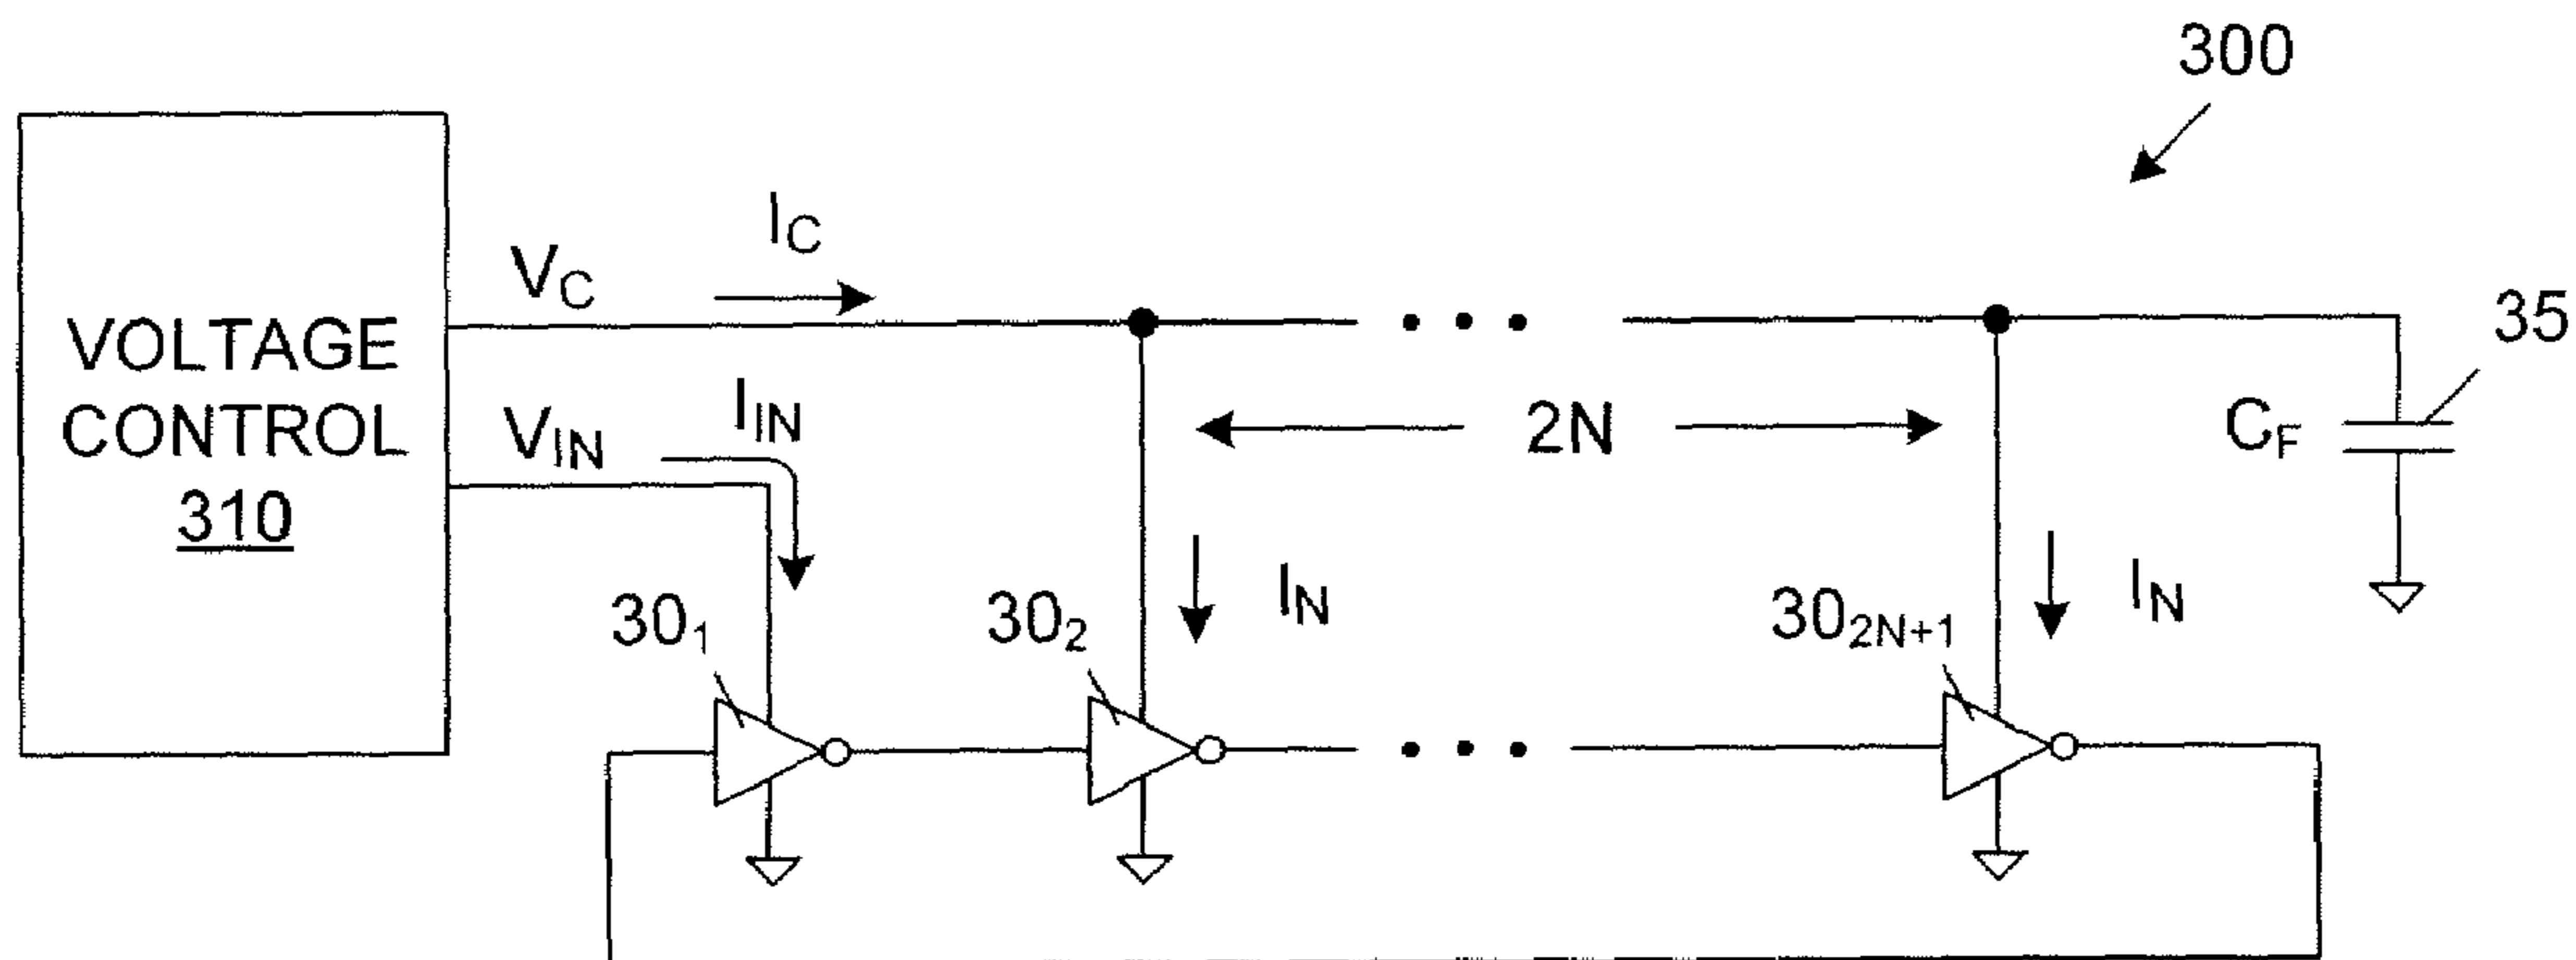 300
I_C
V_C
35
VOLTAGE
CONTROL
310
I_IN
V_IN
2N
C_F
I_N
I_N
30_1
30_2
30_2N+1